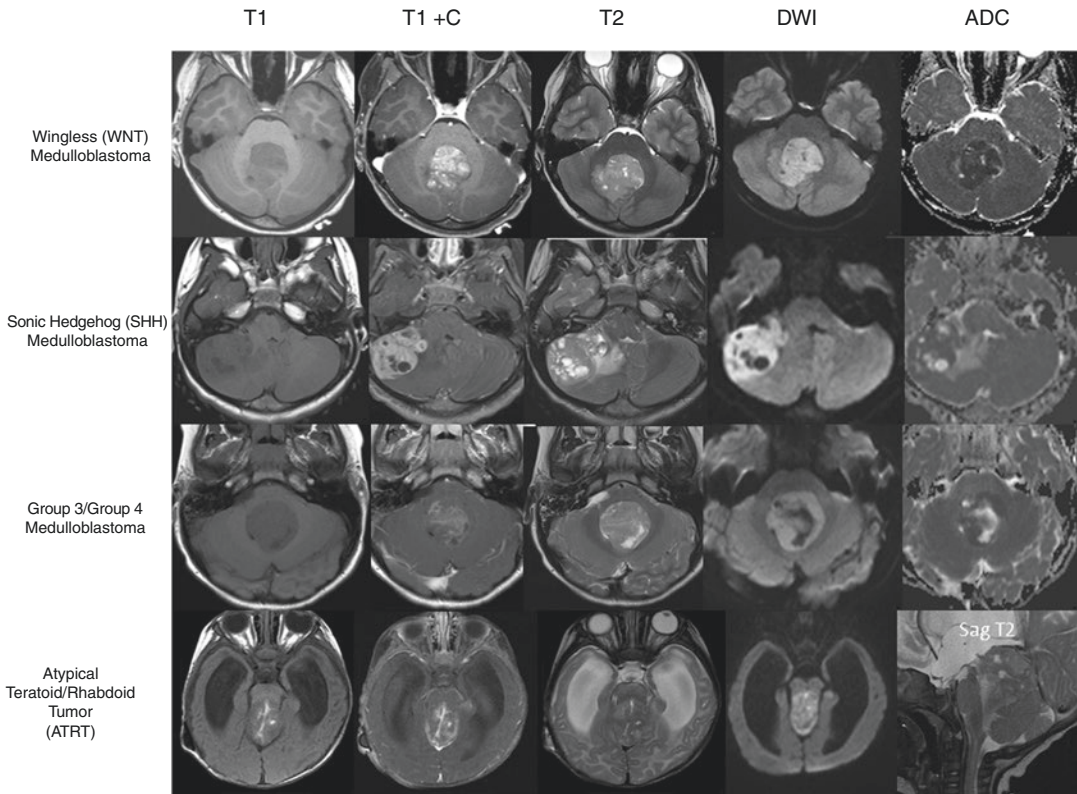 T1 T1 +C T2 DWI ADC
Wingless (WNT)
Medulloblastoma
Sonic Hedgehog (SHH)
Medulloblastoma
Group 3/Group 4
Medulloblastoma
Atypical
Teratoid/Rhabdoid
Tumor
(ATRT)
Sag T2